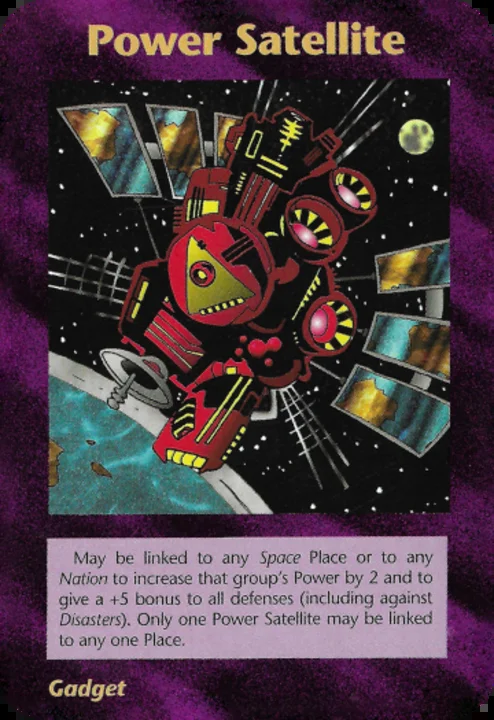 Power Satellite
May be linked to any Space Place or to any
Nation to increase that group's Power by 2 and to
give a +5 bonus to all defenses (including against
Disasters). Only one Power Satellite may be linked
to any one Place.
Gadget